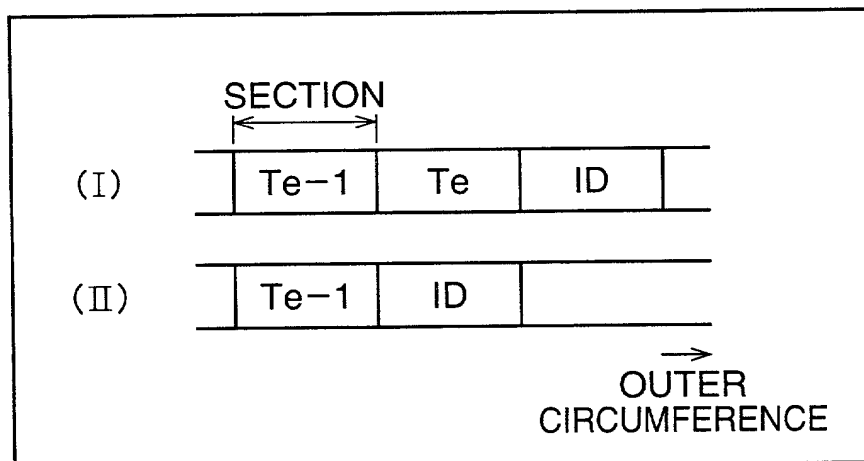 SECTION
(I) Te-1 Te ID
(II) Te-1 ID
OUTER
CIRCUMFERENCE